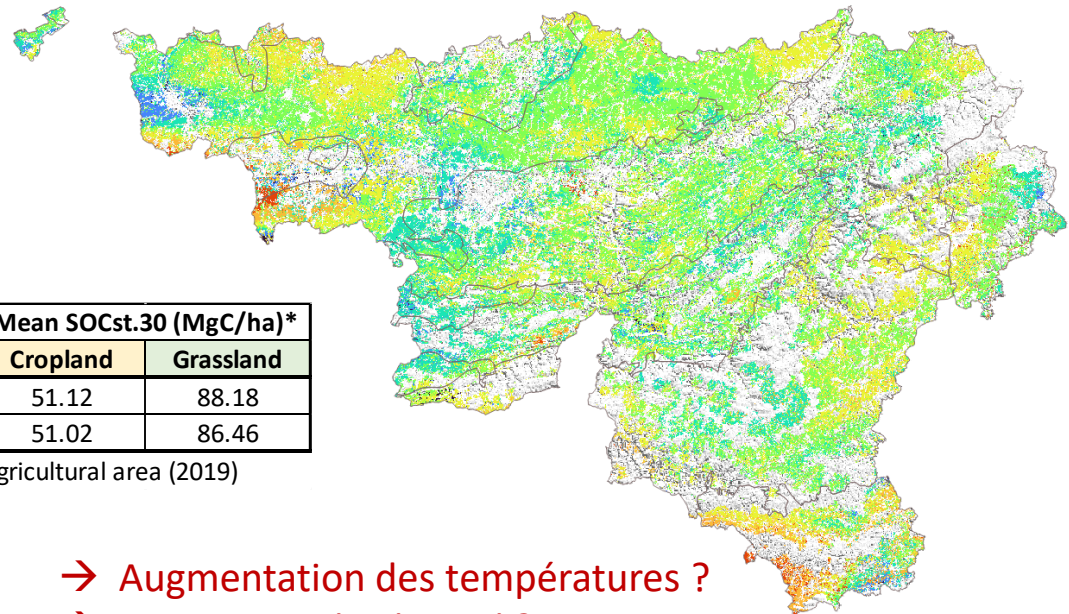 Mean SOCst.30 (MgC/ha)*
Cropland Grassland
51.12 88.18
51.02 86.46
gricultural area (2019)
→ Augmentation des températures ?